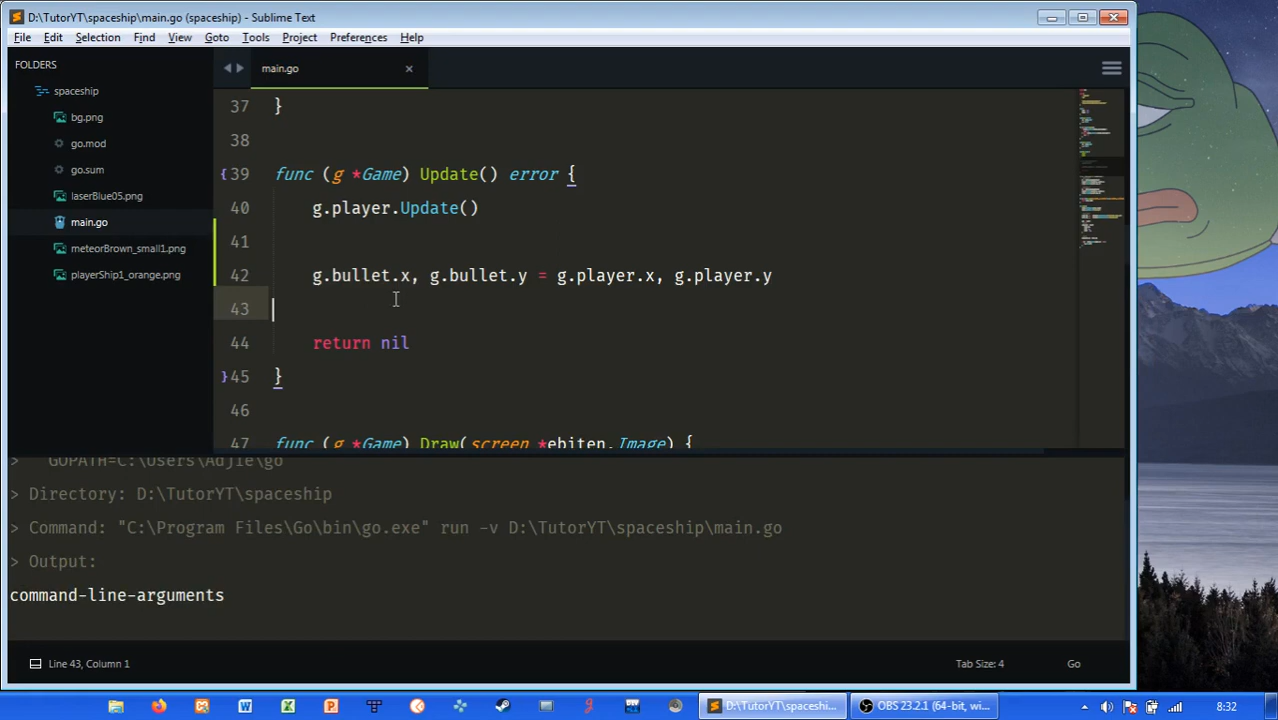 D:\TutorYT\spaceship\main.go (spaceship) - Sublime Text
File Edit Selection Find View Goto Tools Project Preferences Help
FOLDERS
spaceship
bg.png
go.mod
go.sum
laserBlue05.png
main.go
meteorBrown_small1.png
playerShip1_orange.png
main.go ×
37 }
38
39 func (g *Game) Update() error {
40 g.player.Update()
41
42 g.bullet.x, g.bullet.y = g.player.x, g.player.y
43
44 return nil
45 }
46
47 func (g *Game) Draw(screen *ebiten.Image) {
> GOPATH=C:\Users\Adjie\go
> Directory: D:\TutorYT\spaceship
> Command: "C:\Program Files\Go\bin\go.exe" run -v D:\TutorYT\spaceship\main.go
> Output:
command-line-arguments
Line 43, Column 1 Tab Size: 4 Go
D:\TutorYT\spaceshi... OBS 23.2.1 (64-bit, wi... 8:32